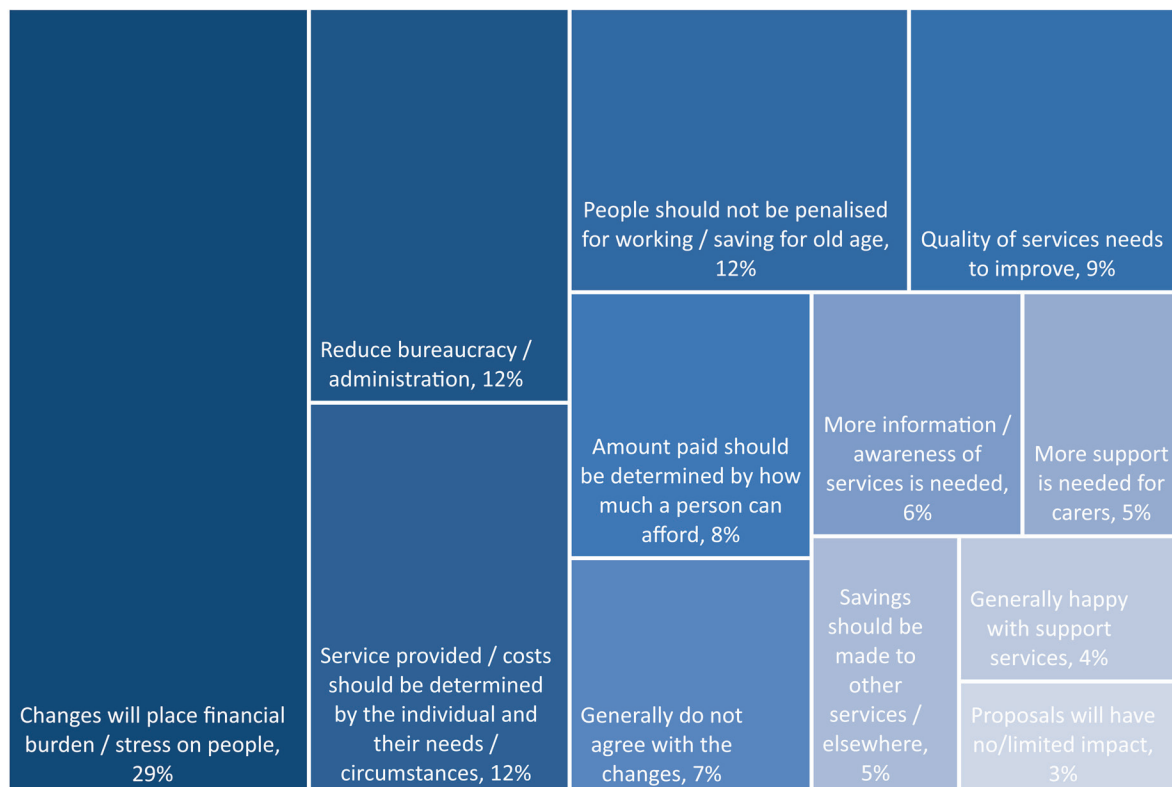 Changes will place financial
burden / stress on people,
29%
Reduce bureaucracy /
administration, 12%
Service provided / costs
should be determined
by the individual and
their needs /
circumstances, 12%
People should not be penalised
for working / saving for old age,
12%
Quality of services needs
to improve, 9%
Amount paid should
be determined by how
much a person can
afford, 8%
Generally do not
agree with the
changes, 7%
More information /
awareness of
services is needed,
6%
More support
is needed for
carers, 5%
Savings
should be
made to
other
services /
elsewhere,
5%
Generally happy
with support
services, 4%
Proposals will have
no/limited impact,
3%